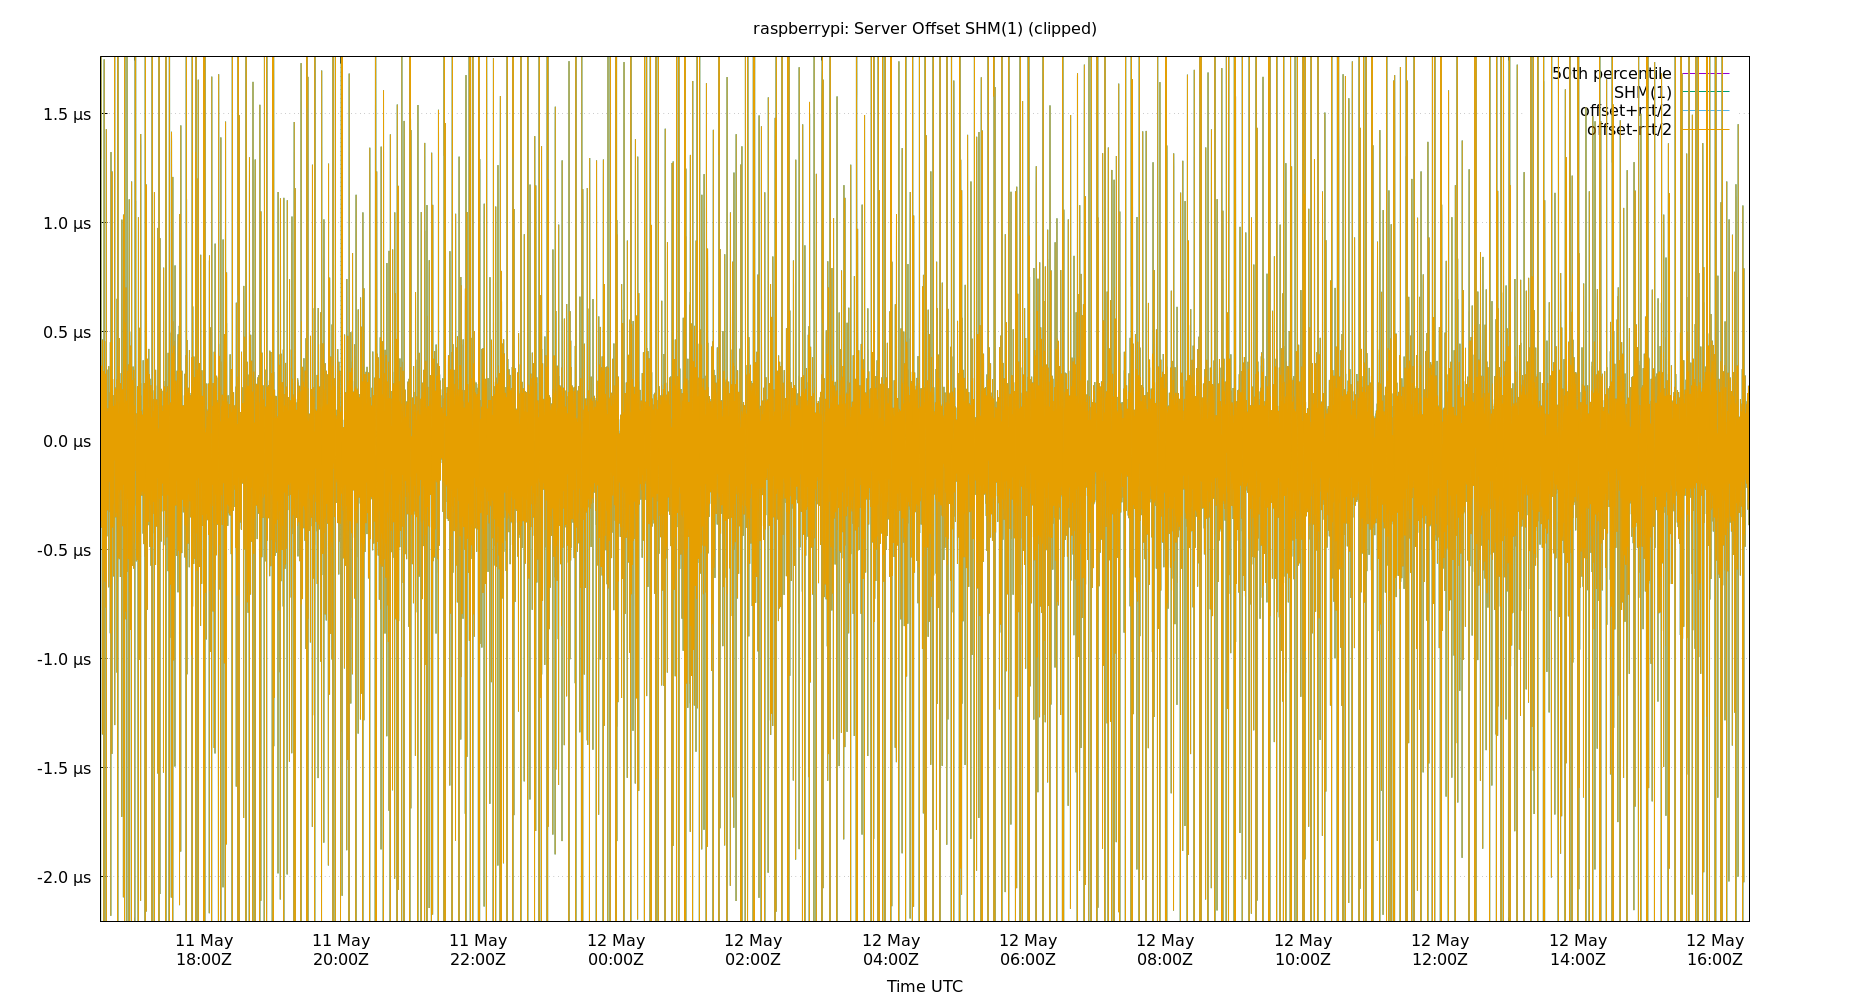 raspberrypi: Server Offset SHM(1) (clipped)
50th percentile
SHM(1)
offset+rtt/2
offset-rtt/2
1.5 µs
1.0 µs
0.5 µs
0.0 µs
-0.5 µs
-1.0 µs
-1.5 µs
-2.0 µs
11 May 11 May 11 May 12 May 12 May 12 May 12 May 12 May 12 May 12 May 12 May 12 May
18:00Z 20:00Z 22:00Z 00:00Z 02:00Z 04:00Z 06:00Z 08:00Z 10:00Z 12:00Z 14:00Z 16:00Z
Time UTC